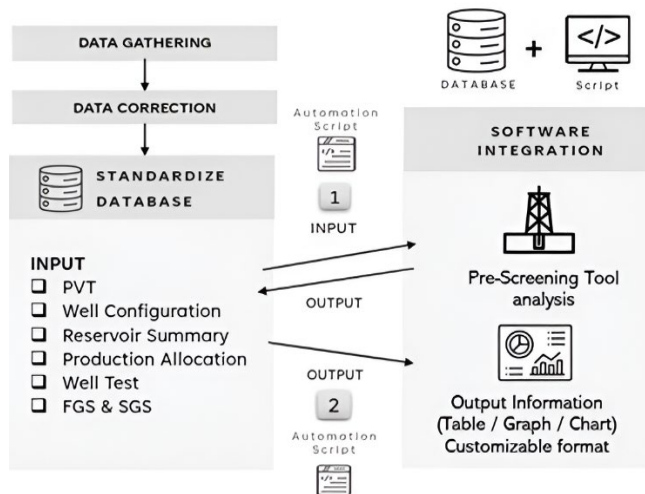 DATA GATHERING
DATA CORRECTION
STANDARDIZE
DATABASE
INPUT
PVT
Well Configuration
Reservoir Summary
Production Allocation
Well Test
FGS & SGS
Automation
Script
1
INPUT
OUTPUT
OUTPUT
2
Automation
Script
DATABASE
+
</>
Script
SOFTWARE
INTEGRATION
Pre-Screening Tool
analysis
Output Information
(Table / Graph / Chart)
Customizable format